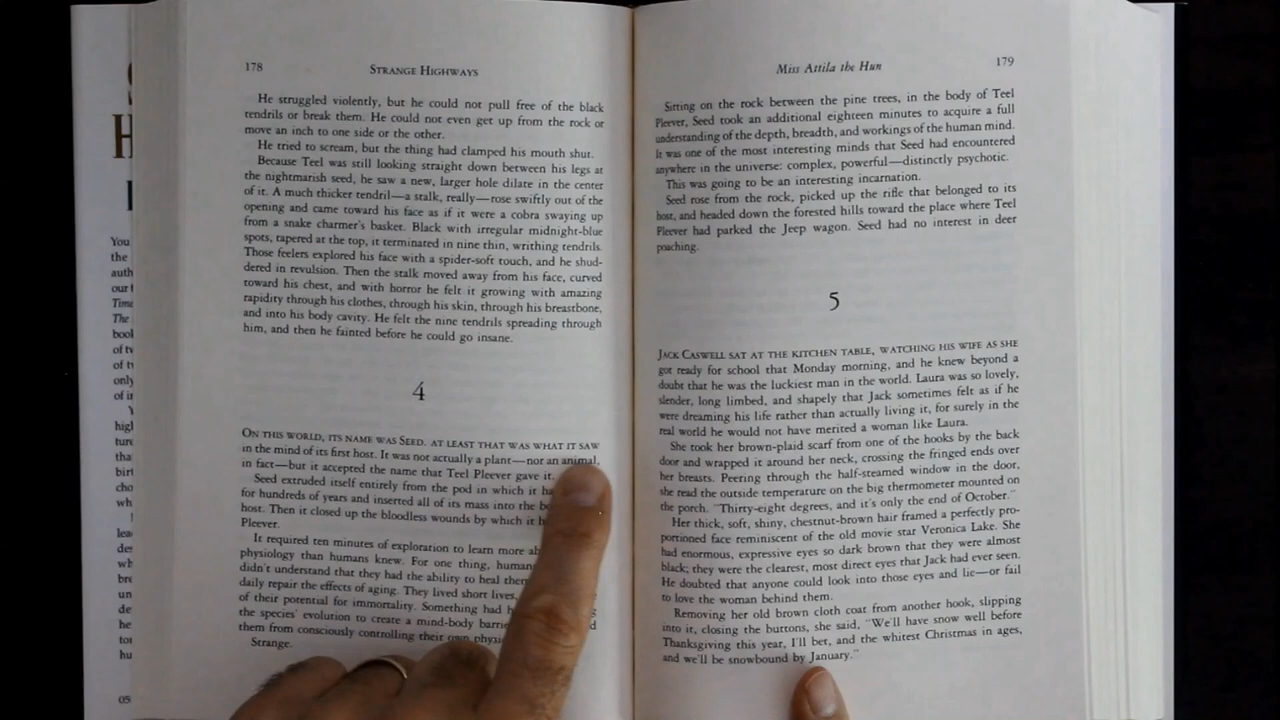 178
STRANGE HIGHWAYS
He struggled violently, but he could not pull free of the black
tendrils or break them. He could not even get up from the rock or
move an inch to one side or the other.
He tried to scream, but the thing had clamped his mouth shut.
Because Teel was still looking straight down between his legs at
the nightmarish seed, he saw a new, larger hole dilate in the center
of it. A much thicker tendril—a stalk, really—rose swiftly out of the
opening and came toward his face as if it were a cobra swaying up
from a snake charmer's basket. Black with irregular midnight-blue
spots, tapered at the top, it terminated in nine thin, writhing tendrils.
Those feelers explored his face with a spider-soft touch, and he shud-
dered in revulsion. Then the stalk moved away from his face, curved
toward his chest, and with horror he felt it growing with amazing
rapidity through his clothes, through his skin, through his breastbone,
and into his body cavity. He felt the nine tendrils spreading through
him, and then he fainted before he could go insane.
4
ON THIS WORLD, ITS NAME WAS SEED. AT LEAST THAT WAS WHAT IT SAW
in the mind of its first host. It was not actually a plant—nor an animal,
in fact—but it accepted the name that Teel Pleever gave it.
Seed extruded itself entirely from the pod in which it
for hundreds of years and inserted all of its mass into the
host. Then it closed up the bloodless wounds by which it
Pleever.
It required ten minutes of exploration to learn more
physiology than humans knew. For one thing,
didn't understand that they had the ability to heal
daily repair the effects of aging. They lived short lives,
of their potential for immortality. Something had
the species' evolution to create a mind-body
them from consciously controlling their own
Strange.
Miss Attila the Hun
179
Sitting on the rock between the pine trees, in the body of Teel
Pleever, Seed took an additional eighteen minutes to acquire a full
understanding of the depth, breadth, and workings of the human mind.
It was one of the most interesting minds that Seed had encountered
anywhere in the universe: complex, powerful—distinctly psychotic.
This was going to be an interesting incarnation.
Seed rose from the rock, picked up the rifle that belonged to its
host, and headed down the forested hills toward the place where Teel
Pleever had parked the Jeep wagon. Seed had no interest in deer
poaching.
5
JACK CASWELL SAT AT THE KITCHEN TABLE, WATCHING HIS WIFE AS SHE
got ready for school that Monday morning, and he knew beyond a
doubt that he was the luckiest man in the world. Laura was so lovely,
slender, long limbed, and shapely that Jack sometimes felt as if he
were dreaming his life rather than actually living it, for surely in the
real world he would not have merited a woman like Laura.
She took her brown-plaid scarf from one of the hooks by the back
door and wrapped it around her neck, crossing the fringed ends over
her breasts. Peering through the half-steamed window in the door,
she read the outside temperature on the big thermometer mounted on
the porch. "Thirty-eight degrees, and it's only the end of October."
Her thick, soft, shiny, chestnut-brown hair framed a perfectly pro-
portioned face reminiscent of the old movie star Veronica Lake. She
had enormous, expressive eyes so dark brown that they were almost
black; they were the clearest, most direct eyes that Jack had ever seen.
He doubted that anyone could look into those eyes and lie—or fail
to love the woman behind them.
Removing her old brown cloth coat from another hook, slipping
into it, closing the buttons, she said, "We'll have snow well before
Thanksgiving this year, I'll bet, and the whitest Christmas in ages,
and we'll be snowbound by January."